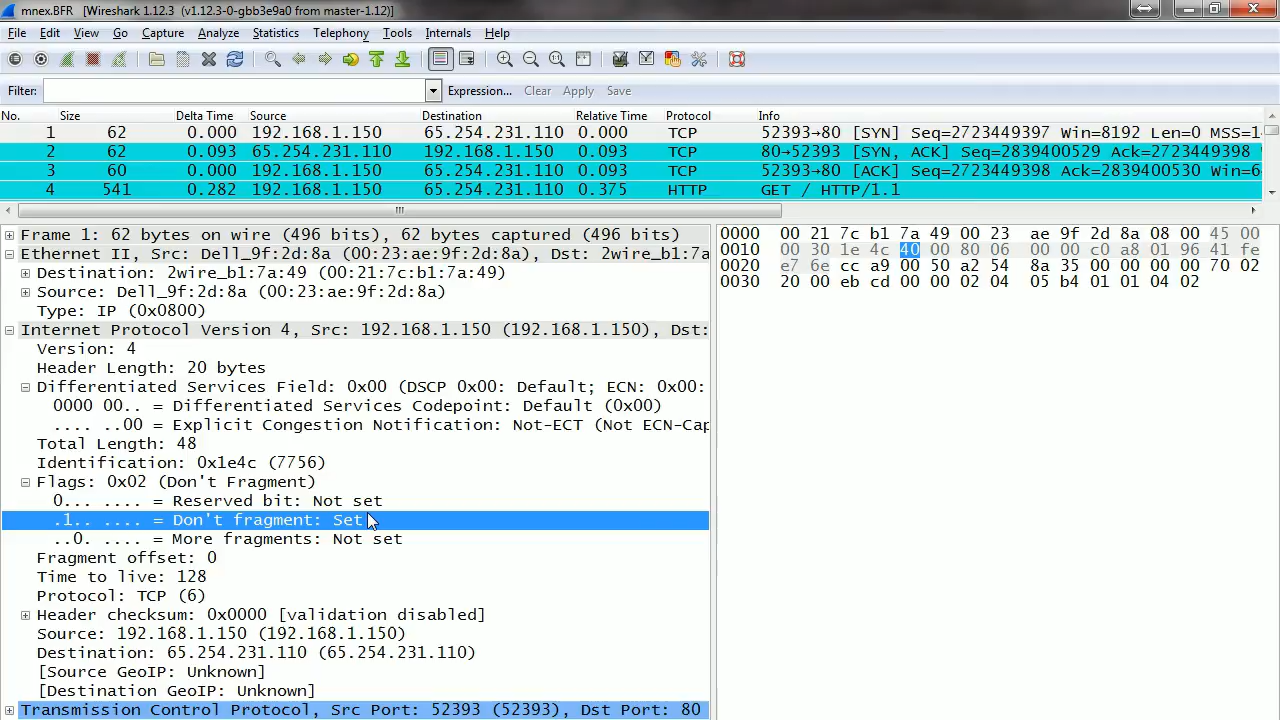 mnex.BFR   [Wireshark 1.12.3  (v1.12.3-0-gbb3e9a0 from master-1.12)]
File Edit View Go Capture Analyze Statistics Telephony Tools Internals Help
Filter: Expression... Clear Apply Save
No. Size Delta Time Source Destination Relative Time Protocol Info
1 62 0.000 192.168.1.150 65.254.231.110 0.000 TCP 52393→80 [SYN] Seq=2723449397 Win=8192 Len=0 MSS=1
2 62 0.093 65.254.231.110 192.168.1.150 0.093 TCP 80→52393 [SYN, ACK] Seq=2839400529 Ack=2723449398
3 60 0.000 192.168.1.150 65.254.231.110 0.093 TCP 52393→80 [ACK] Seq=2723449398 Ack=2839400530 Win=6
4 541 0.282 192.168.1.150 65.254.231.110 0.375 HTTP GET / HTTP/1.1
Frame 1: 62 bytes on wire (496 bits), 62 bytes captured (496 bits)
Ethernet II, Src: Dell_9f:2d:8a (00:23:ae:9f:2d:8a), Dst: 2wire_b1:7a
Destination: 2wire_b1:7a:49 (00:21:7c:b1:7a:49)
Source: Dell_9f:2d:8a (00:23:ae:9f:2d:8a)
Type: IP (0x0800)
Internet Protocol Version 4, Src: 192.168.1.150 (192.168.1.150), Dst:
Version: 4
Header Length: 20 bytes
Differentiated Services Field: 0x00 (DSCP 0x00: Default; ECN: 0x00:
0000 00.. = Differentiated Services Codepoint: Default (0x00)
.... ..00 = Explicit Congestion Notification: Not-ECT (Not ECN-Cap
Total Length: 48
Identification: 0x1e4c (7756)
Flags: 0x02 (Don't Fragment)
0... .... = Reserved bit: Not set
.1.. .... = Don't fragment: Set
..0. .... = More fragments: Not set
Fragment offset: 0
Time to live: 128
Protocol: TCP (6)
Header checksum: 0x0000 [validation disabled]
Source: 192.168.1.150 (192.168.1.150)
Destination: 65.254.231.110 (65.254.231.110)
[Source GeoIP: Unknown]
[Destination GeoIP: Unknown]
Transmission Control Protocol, Src Port: 52393 (52393), Dst Port: 80
0000 00 21 7c b1 7a 49 00 23 ae 9f 2d 8a 08 00 45 00
0010 00 30 1e 4c 40 00 80 06 00 00 c0 a8 01 96 41 fe
0020 e7 6e cc a9 00 50 a2 54 8a 35 00 00 00 00 70 02
0030 20 00 eb cd 00 00 02 04 05 b4 01 01 04 02